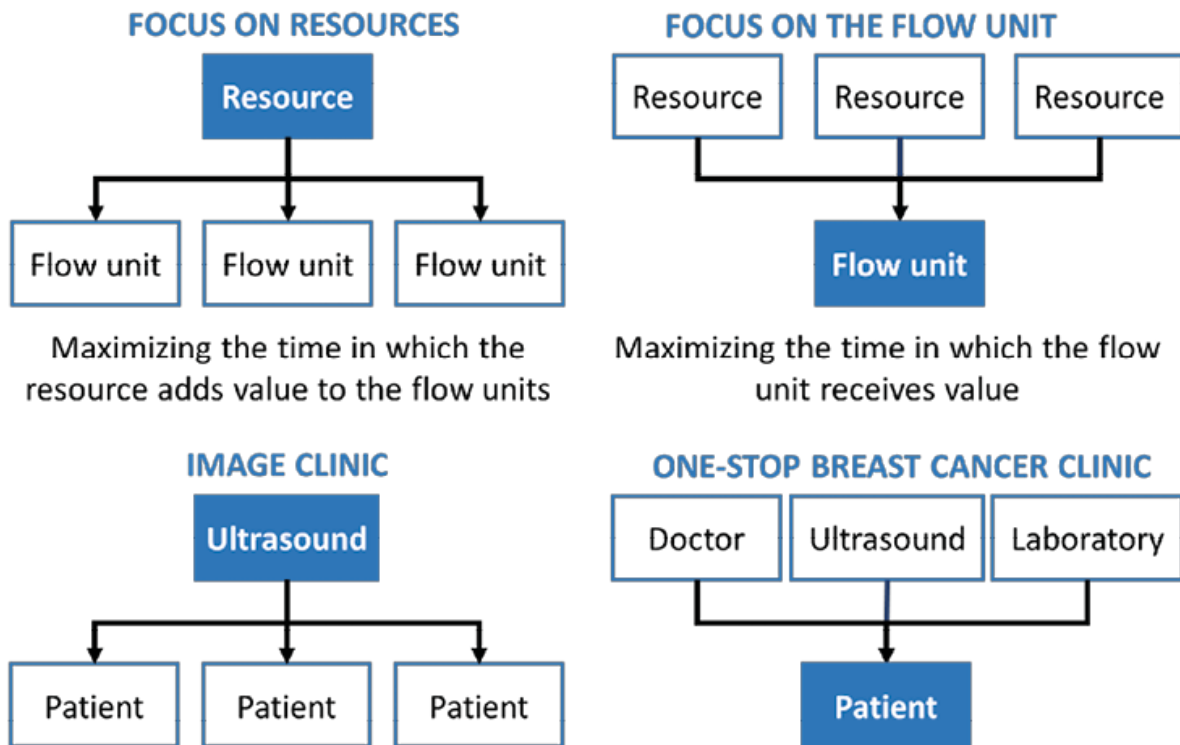 FOCUS ON RESOURCES
Resource
Flow unit
Flow unit
Flow unit
Maximizing the time in which the
resource adds value to the flow units
FOCUS ON THE FLOW UNIT
Resource
Resource
Resource
Flow unit
Maximizing the time in which the flow
unit receives value
IMAGE CLINIC
Ultrasound
Patient
Patient
Patient
ONE-STOP BREAST CANCER CLINIC
Doctor
Ultrasound
Laboratory
Patient